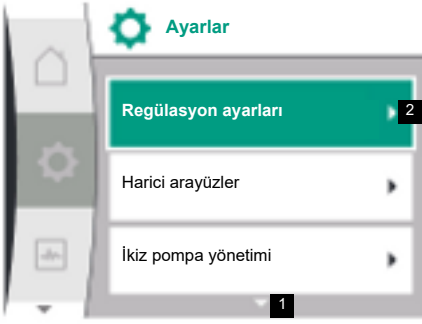 Ayarlar
Regülasyon ayarları
2
Harici arayüzler
İkiz pompa yönetimi
1